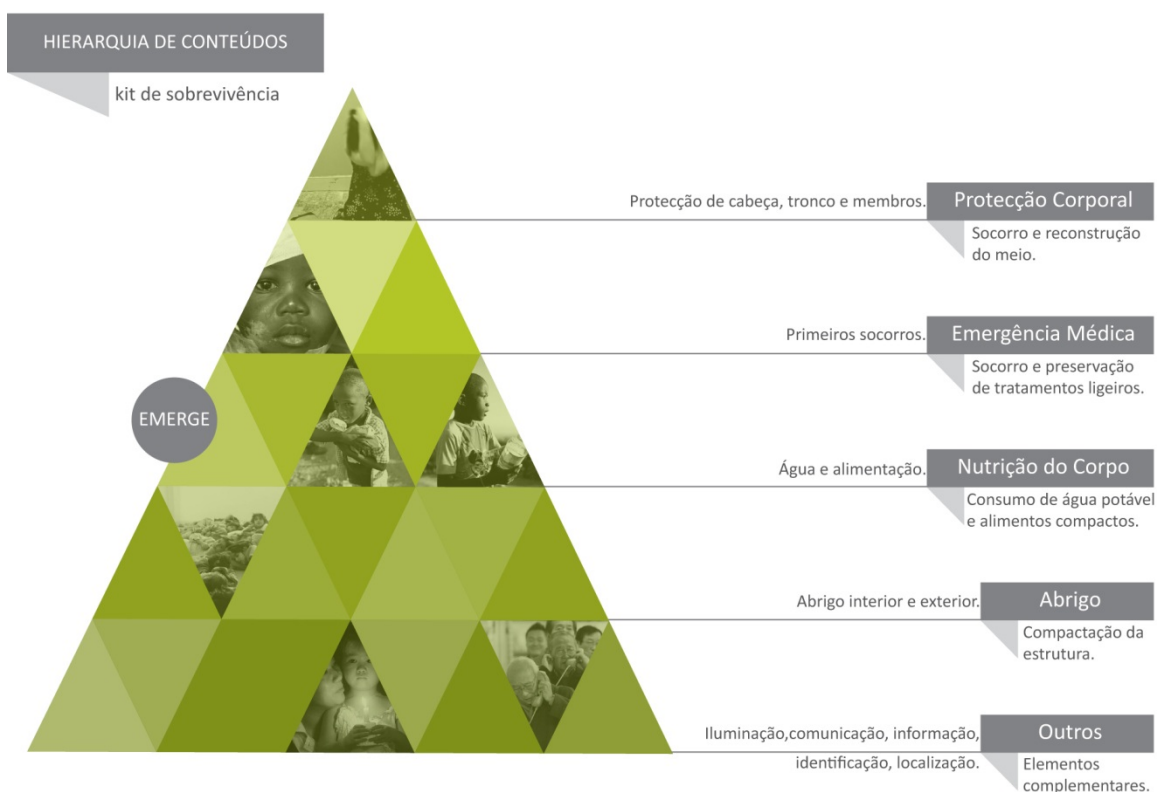 HIERARQUIA DE CONTEÚDOS
kit de sobrevivência
Protecção de cabeça, tronco e membros.
Protecção Corporal
Socorro e reconstrução
do meio.
Primeiros socorros.
Emergência Médica
Socorro e preservação
de tratamentos ligeiros.
EMERGE
Água e alimentação.
Nutrição do Corpo
Consumo de água potável
e alimentos compactos.
Abrigo interior e exterior.
Abrigo
Compactação da
estrutura.
Iluminação,comunicação, informação,
identificação, localização.
Outros
Elementos
complementares.